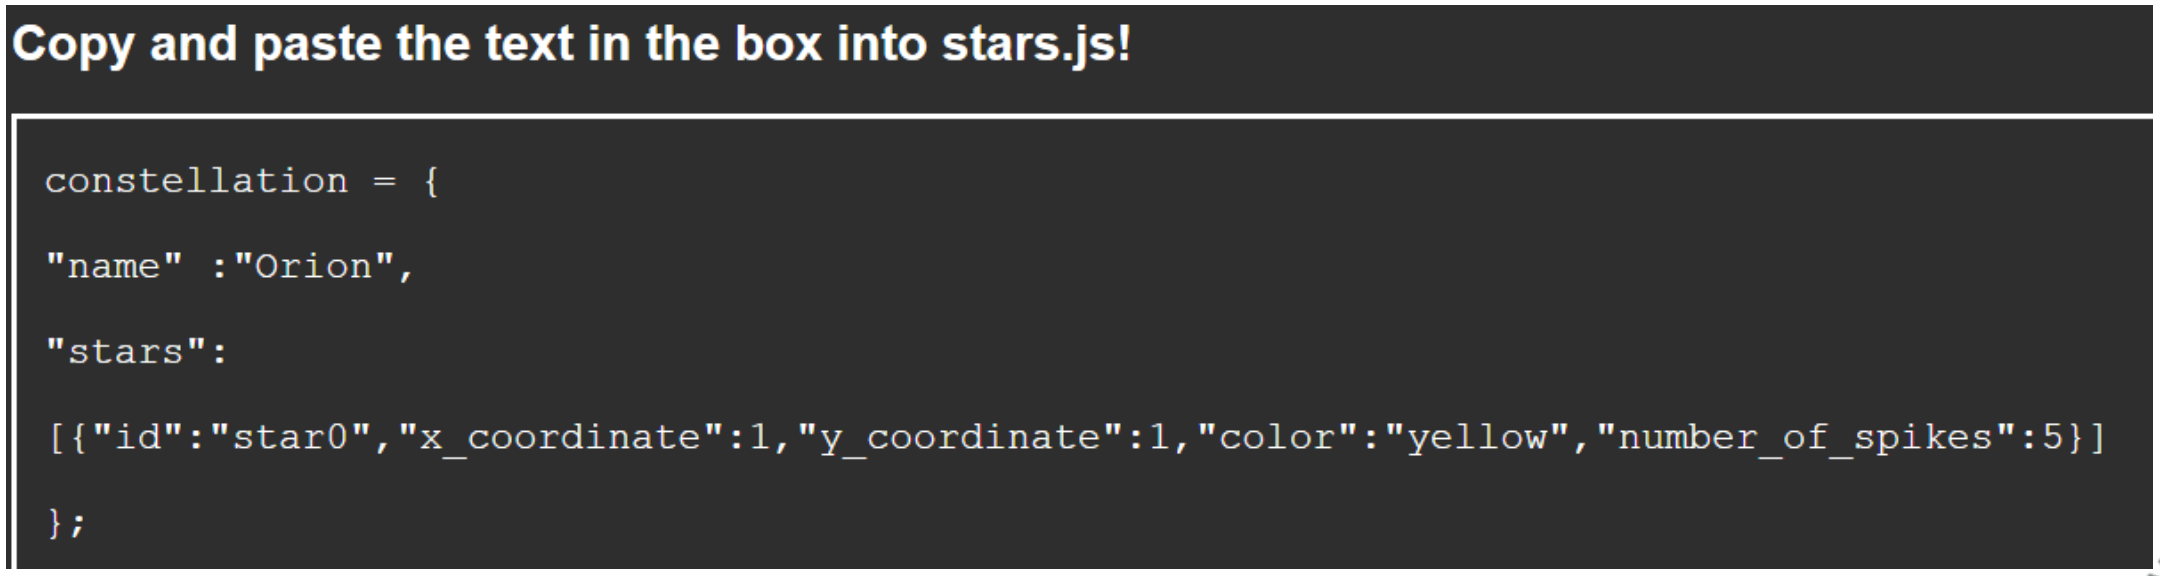 Copy and paste the text in the box into stars.js!
constellation = {
"name" :"Orion",
"stars":
[{"id":"star0","x_coordinate":1,"y_coordinate":1,"color":"yellow","number_of_spikes":5}]
};